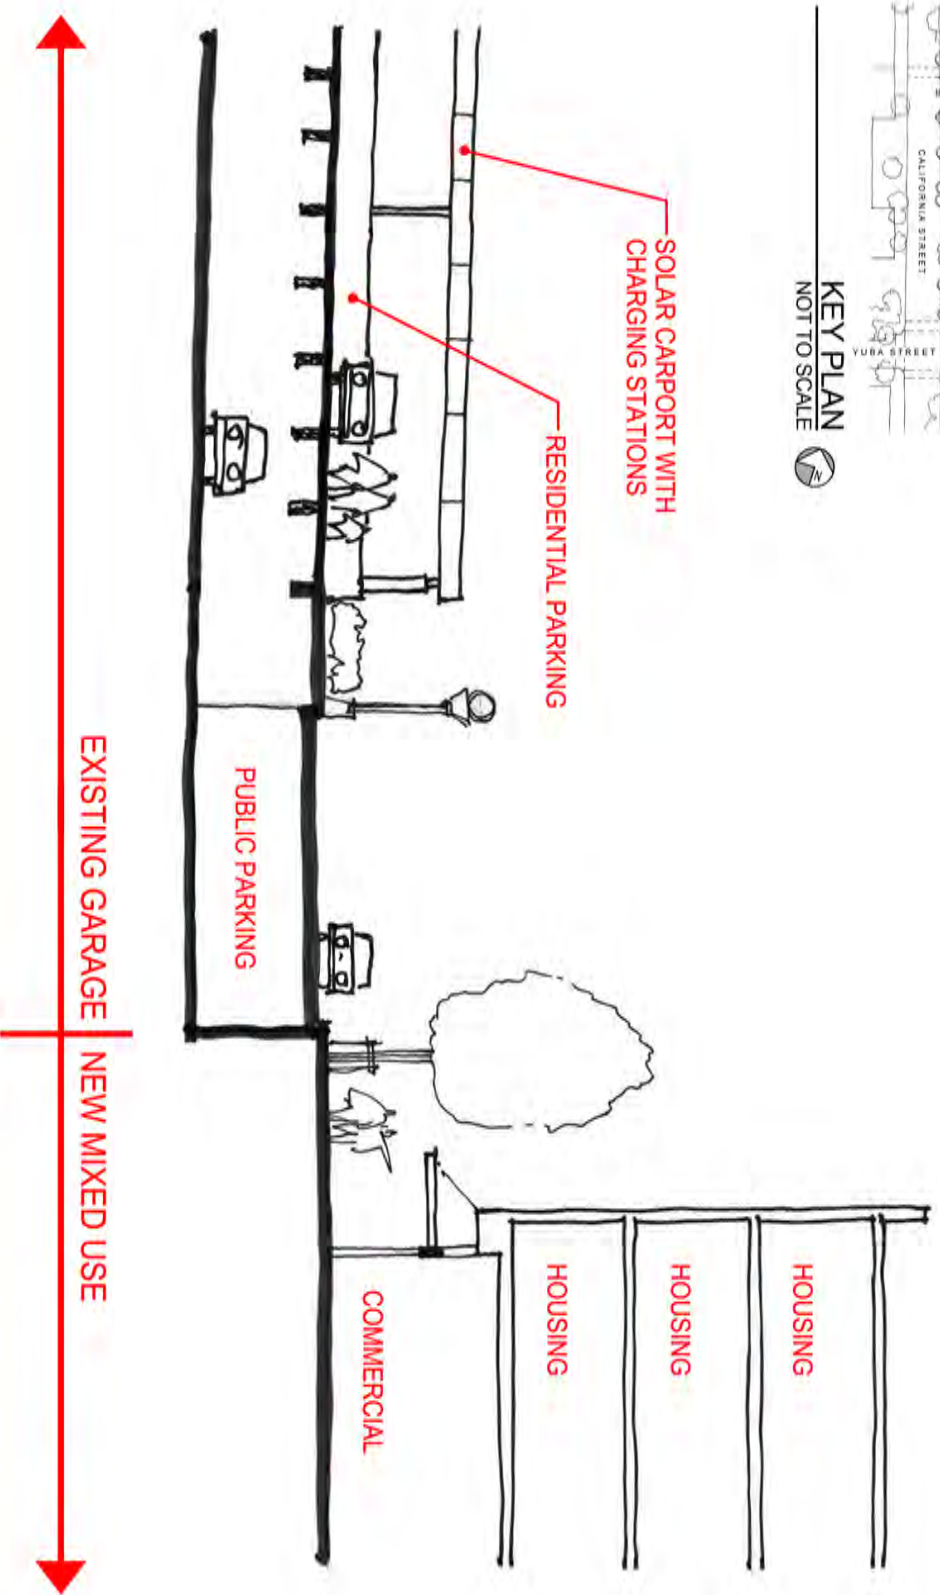 CALIFORNIA STREET
YUBA STREET
KEY PLAN
NOT TO SCALE
N
SOLAR CARPORT WITH
CHARGING STATIONS
RESIDENTIAL PARKING
HOUSING
HOUSING
HOUSING
COMMERCIAL
PUBLIC PARKING
EXISTING GARAGE
NEW MIXED USE